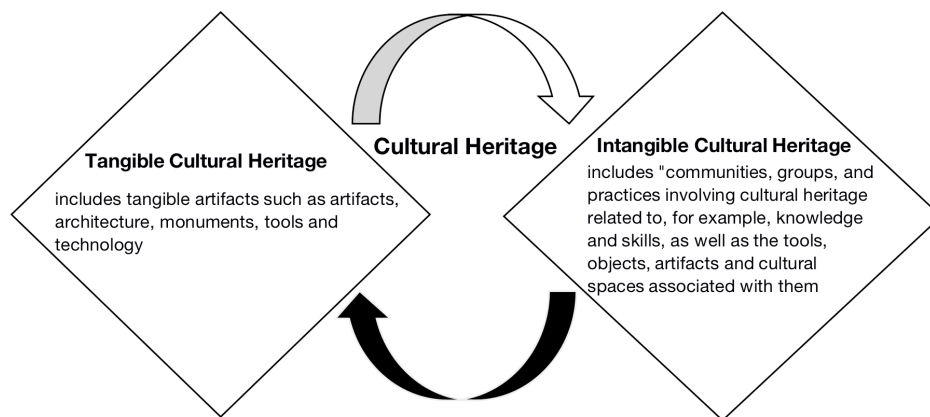 Tangible Cultural Heritage
includes tangible artifacts such as artifacts,
architecture, monuments, tools and
technology
Cultural Heritage
Intangible Cultural Heritage
includes "communities, groups, and
practices involving cultural heritage
related to, for example, knowledge
and skills, as well as the tools,
objects, artifacts and cultural
spaces associated with them